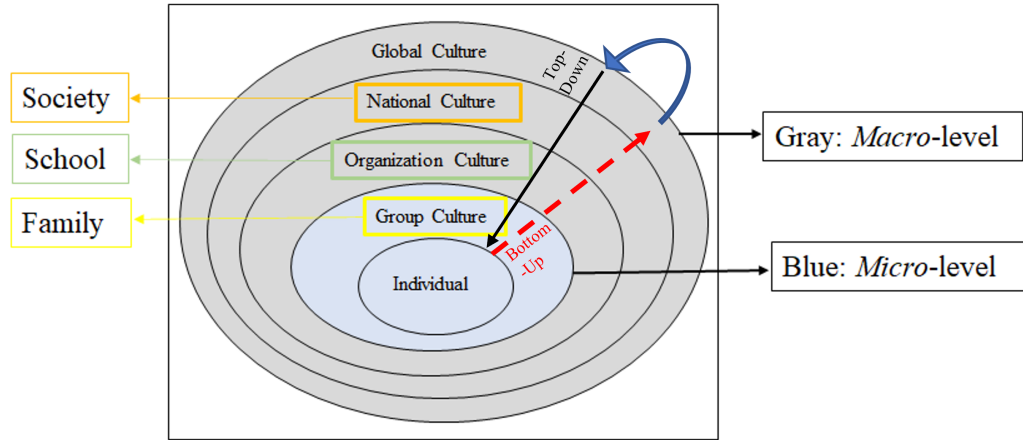 Global Culture
Top-
Down
Society
National Culture
School
Organization Culture
Gray: Macro-level
Family
Group Culture
Bottom
-Up
Blue: Micro-level
Individual